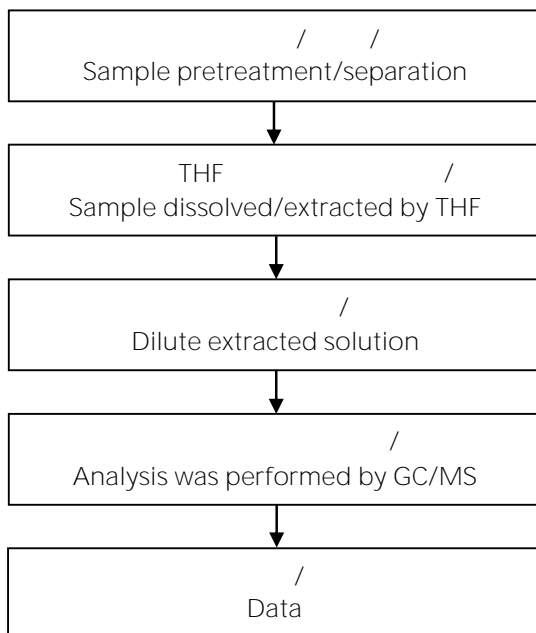 / /
Sample pretreatment/separation
THF /
Sample dissolved/extracted by THF
/
Dilute extracted solution
/
Analysis was performed by GC/MS
/
Data